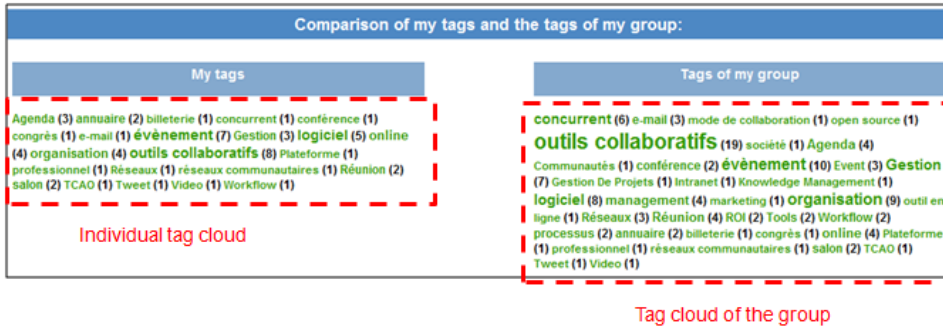 Comparison of my tags and the tags of my group:
My tags
Agenda (3) annuaire (2) billeterie (1) concurrent (1) conférence (1)
congrès (1) e-mail (1) évènement (7) Gestion (3) logiciel (5) online
(4) organisation (4) outils collaboratifs (8) Plateforme (1)
professionnel (1) Réseaux (1) réseaux communautaires (1) Réunion (2)
salon (2) TCAO (1) Tweet (1) Video (1) Workflow (1)
Individual tag cloud
Tags of my group
concurrent (6) e-mail (3) mode de collaboration (1) open source (1)
outils collaboratifs (19) société (1) Agenda (4)
Communautés (1) conférence (2) évènement (10) Event (3) Gestion
(7) Gestion De Projets (1) Intranet (1) Knowledge Management (1)
logiciel (8) management (4) marketing (1) organisation (9) outil en
ligne (1) Réseaux (3) Réunion (4) ROI (2) Tools (2) Workflow (2)
processus (2) annuaire (2) billeterie (1) congrès (1) online (4) Plateforme
(1) professionnel (1) réseaux communautaires (1) salon (2) TCAO (1)
Tweet (1) Video (1)
Tag cloud of the group